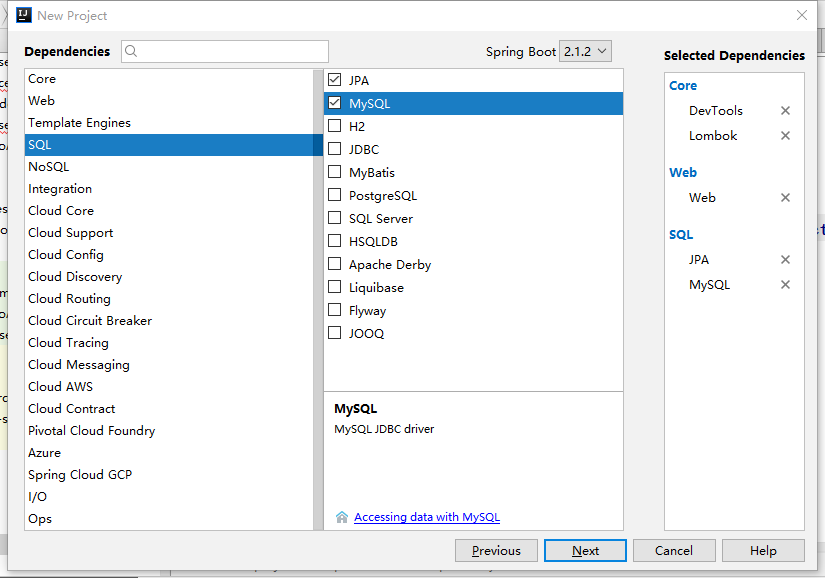 New Project
Dependencies
Spring Boot 2.1.2
Selected Dependencies
Core
Web
Template Engines
SQL
NoSQL
Integration
Cloud Core
Cloud Support
Cloud Config
Cloud Discovery
Cloud Routing
Cloud Circuit Breaker
Cloud Tracing
Cloud Messaging
Cloud AWS
Cloud Contract
Pivotal Cloud Foundry
Azure
Spring Cloud GCP
I/O
Ops
JPA
MySQL
H2
JDBC
MyBatis
PostgreSQL
SQL Server
HSQLDB
Apache Derby
Liquibase
Flyway
JOOQ
MySQL
MySQL JDBC driver
Accessing data with MySQL
Core
DevTools
Lombok
Web
Web
SQL
JPA
MySQL
Previous
Next
Cancel
Help